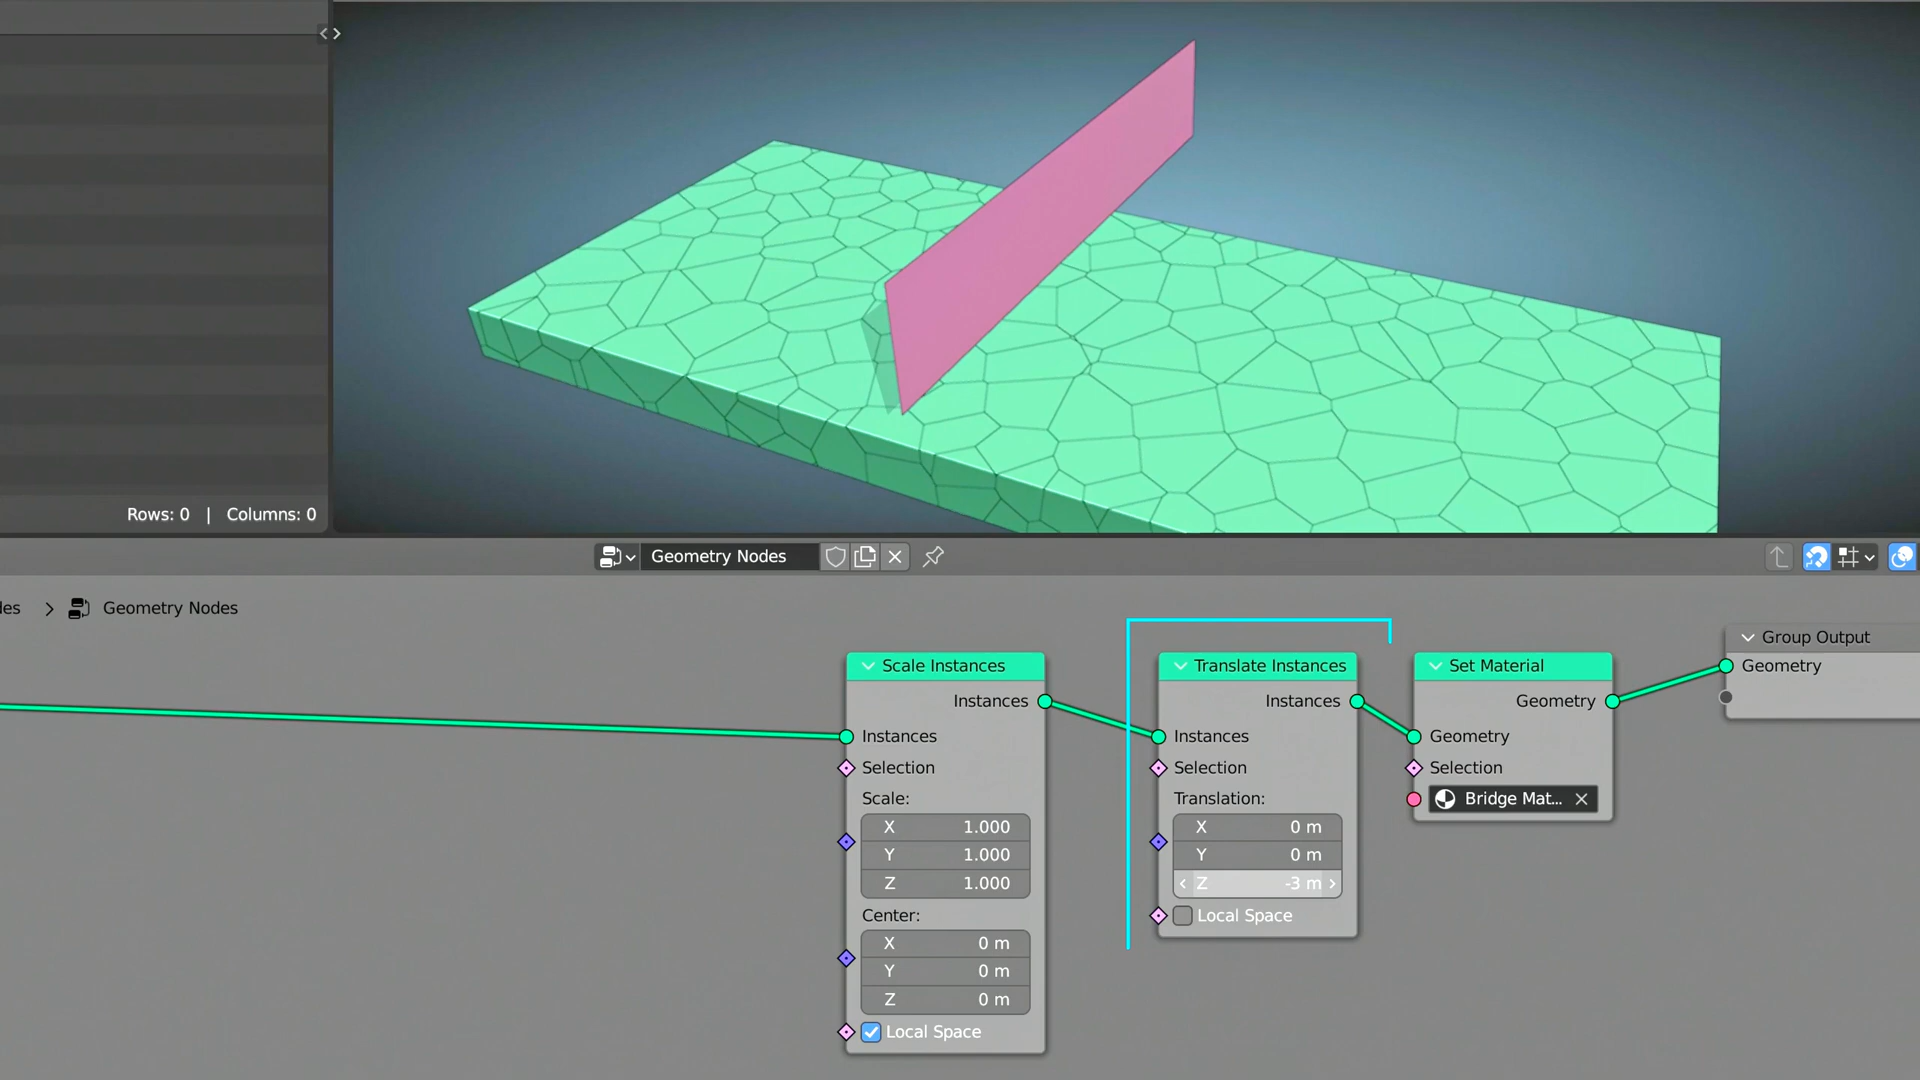 Rows: 0 | Columns: 0
Geometry Nodes
des > Geometry Nodes
Scale Instances
Instances
Instances
Selection
Scale:
X 1.000
Y 1.000
Z 1.000
Center:
X 0 m
Y 0 m
Z 0 m
Local Space
Translate Instances
Instances
Instances
Selection
Translation:
X 0 m
Y 0 m
Z -3 m
Local Space
Set Material
Geometry
Geometry
Selection
Bridge Mat...
Group Output
Geometry